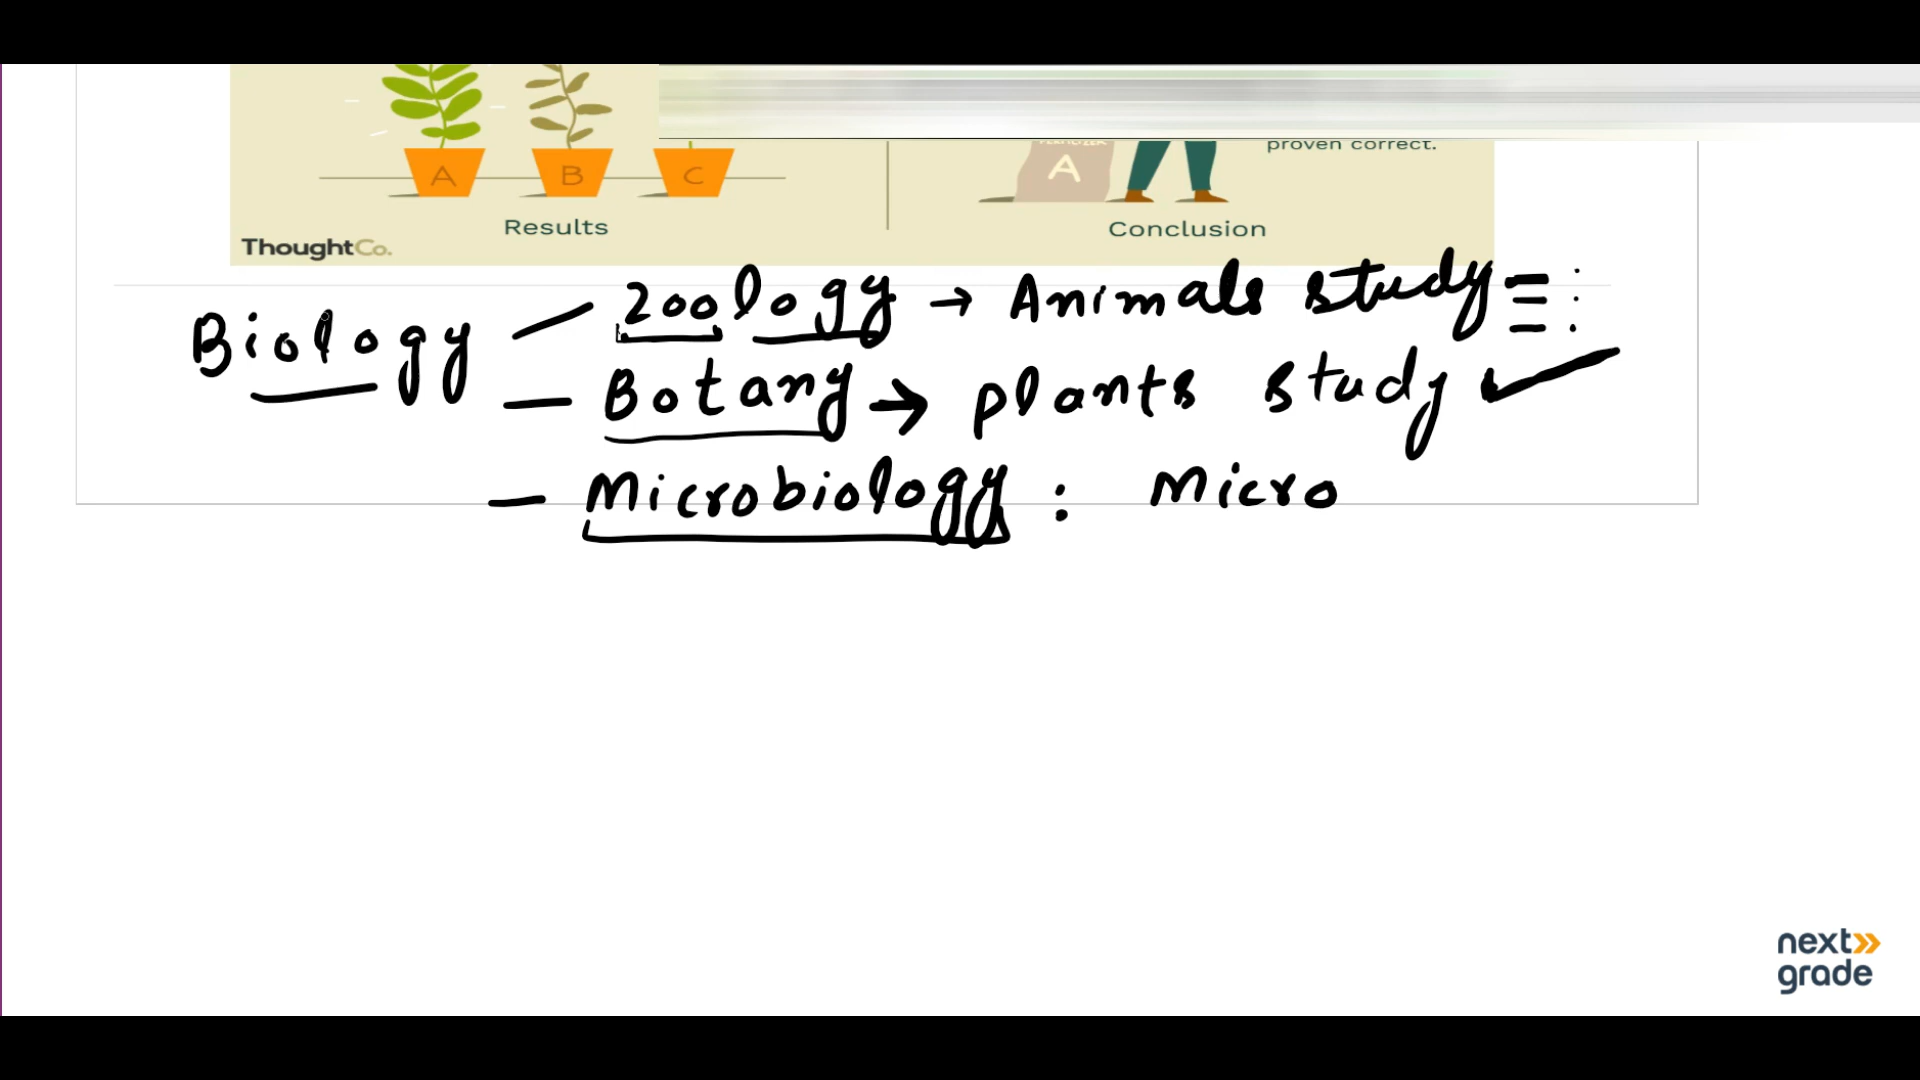 proven correct.
A B C A
Results Conclusion
ThoughtCo.
Biology – Zoology → Animals study
– Botany → plants study ✓
– Microbiology : Micro
next
grade